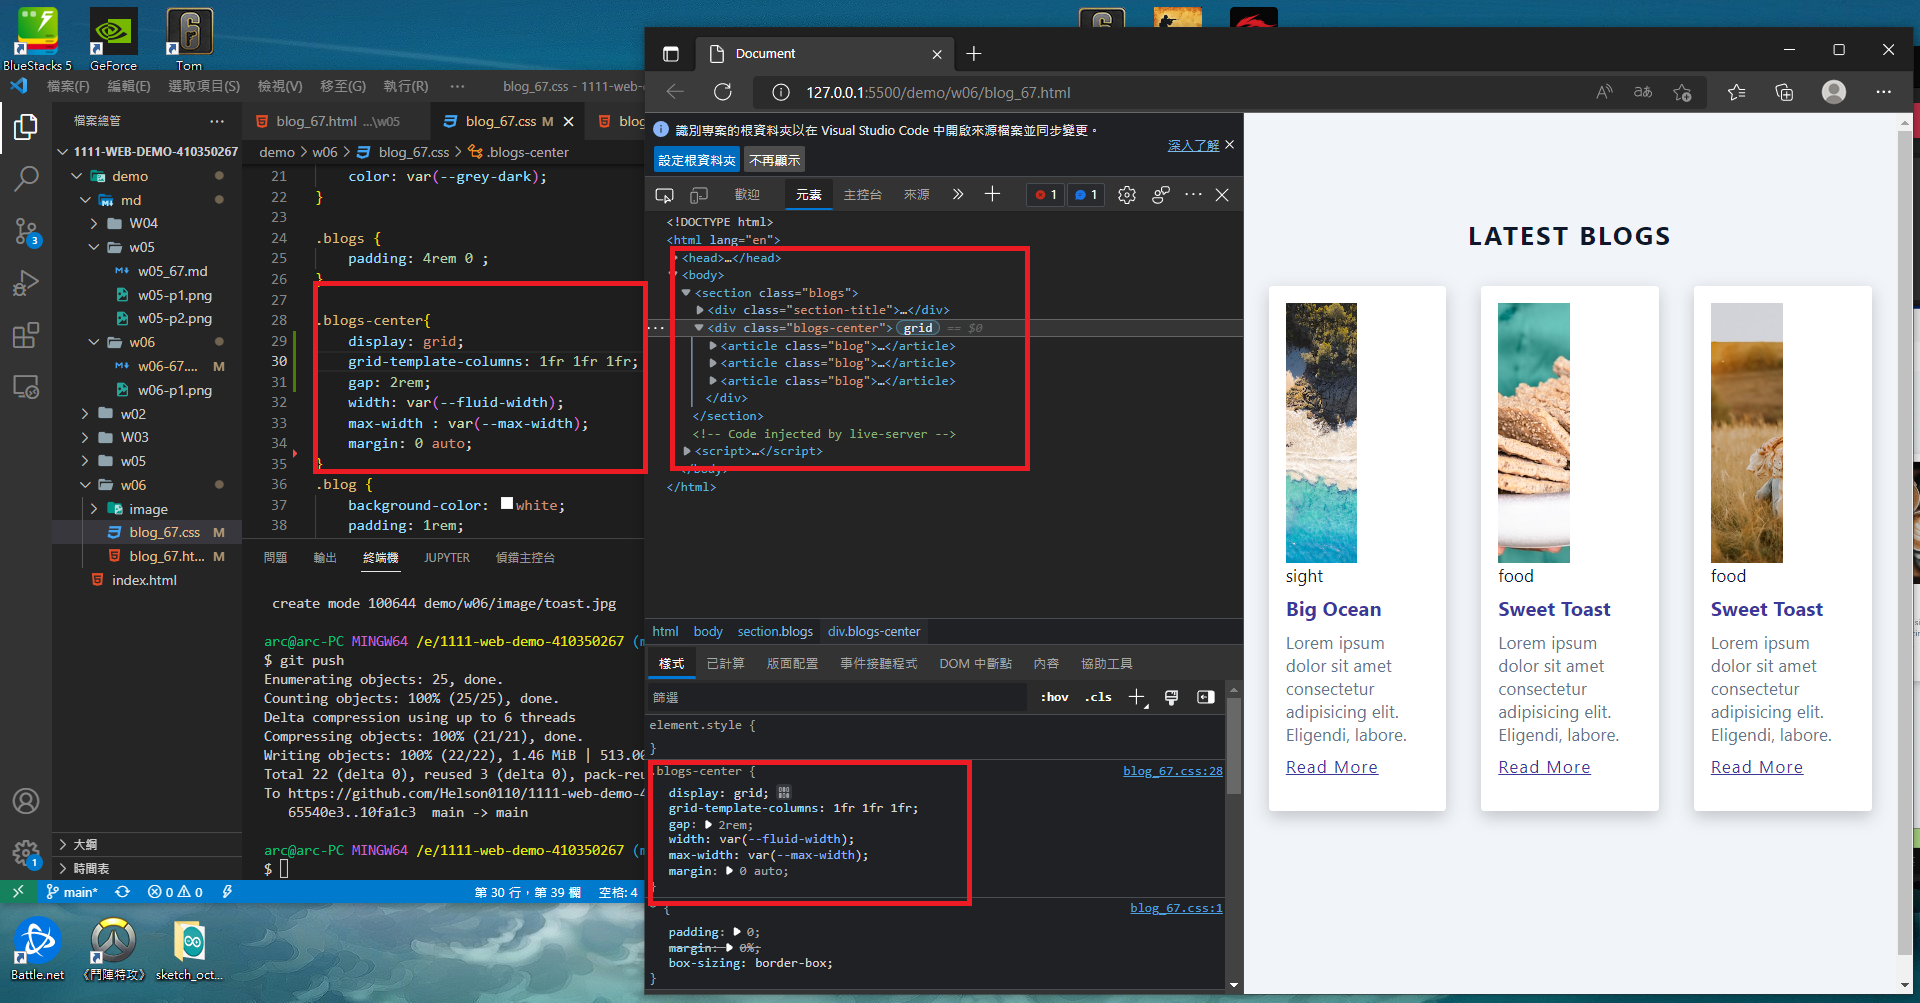 BlueStacks 5
GeForce
Tom
檔案(F)
編輯(E)
選取項目(S)
檢視(V)
移至(G)
執行(R)
···
blog_67.css - 1111-web-d
檔案總管
···
1111-WEB-DEMO-410350267
demo
md
W04
w05
w05_67.md
w05-p1.png
w05-p2.png
w06
w06-67.... M
w06-p1.png
w02
W03
w05
w06
image
blog_67.css M
blog_67.ht... M
index.html
大綱
時間表
3
1
blog_67.html ...\w05
blog_67.css M
blog
demo > w06 > blog_67.css > .blogs-center
21 color: var(--grey-dark);
22 }
23
24 .blogs {
25 padding: 4rem 0 ;
26 }
27
28 .blogs-center{
29 display: grid;
30 grid-template-columns: 1fr 1fr 1fr;
31 gap: 2rem;
32 width: var(--fluid-width);
33 max-width : var(--max-width);
34 margin: 0 auto;
35 }
36 .blog {
37 background-color: white;
38 padding: 1rem;
問題
輸出
終端機
JUPYTER
偵錯主控台
create mode 100644 demo/w06/image/toast.jpg
arc@arc-PC MINGW64 /e/1111-web-demo-410350267 (m
$ git push
Enumerating objects: 25, done.
Counting objects: 100% (25/25), done.
Delta compression using up to 6 threads
Compressing objects: 100% (21/21), done.
Writing objects: 100% (22/22), 1.46 MiB | 513.00
Total 22 (delta 0), reused 3 (delta 0), pack-reu
To https://github.com/Helson0110/1111-web-demo-4
65540e3..10fa1c3 main -> main
arc@arc-PC MINGW64 /e/1111-web-demo-410350267 (m
$
main*
0
0
第 30 行，第 39 欄
空格: 4
Battle.net
《鬥陣特攻》
sketch_oct...
Document
127.0.0.1:5500/demo/w06/blog_67.html
識別專案的根資料夾以在 Visual Studio Code 中開啟來源檔案並同步變更。
深入了解
設定根資料夾
不再顯示
歡迎
元素
主控台
來源
1
1
<!DOCTYPE html>
<html lang="en">
<head>…</head>
<body>
<section class="blogs">
<div class="section-title">…</div>
<div class="blogs-center"> grid == $0
<article class="blog">…</article>
<article class="blog">…</article>
<article class="blog">…</article>
</div>
</section>
<!-- Code injected by live-server -->
<script>…</script>
</body>
</html>
html
body
section.blogs
div.blogs-center
樣式
已計算
版面配置
事件接聽程式
DOM 中斷點
內容
協助工具
篩選
:hov
.cls
element.style {
}
.blogs-center {
blog_67.css:28
display: grid;
grid-template-columns: 1fr 1fr 1fr;
gap: 2rem;
width: var(--fluid-width);
max-width: var(--max-width);
margin: 0 auto;
}
* {
blog_67.css:1
padding: 0;
margin: 0%;
box-sizing: border-box;
}
LATEST BLOGS
sight
Big Ocean
Lorem ipsum
dolor sit amet
consectetur
adipisicing elit.
Eligendi, labore.
Read More
food
Sweet Toast
Lorem ipsum
dolor sit amet
consectetur
adipisicing elit.
Eligendi, labore.
Read More
food
Sweet Toast
Lorem ipsum
dolor sit amet
consectetur
adipisicing elit.
Eligendi, labore.
Read More